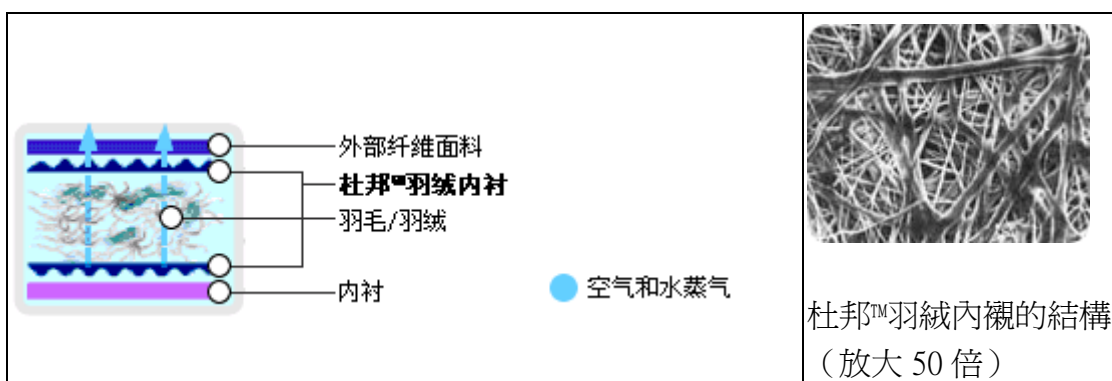 外部纤维面料
杜邦™羽绒内衬
羽毛/羽绒
内衬
空气和水蒸气
杜邦™羽絨內襯的結構
（放大 50 倍）